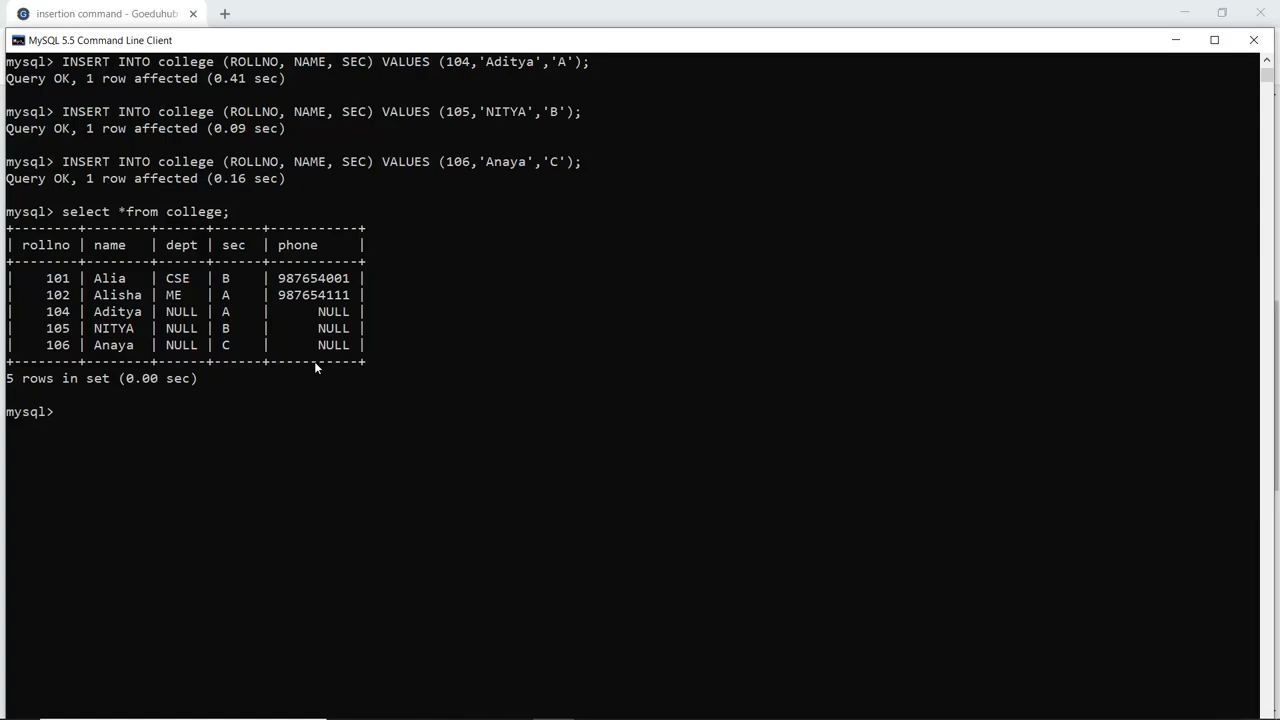 insertion command - Goeduhub
MySQL 5.5 Command Line Client
mysql> INSERT INTO college (ROLLNO, NAME, SEC) VALUES (104,'Aditya','A');
Query OK, 1 row affected (0.41 sec)
mysql> INSERT INTO college (ROLLNO, NAME, SEC) VALUES (105,'NITYA','B');
Query OK, 1 row affected (0.09 sec)
mysql> INSERT INTO college (ROLLNO, NAME, SEC) VALUES (106,'Anaya','C');
Query OK, 1 row affected (0.16 sec)
mysql> select *from college;
+--------+--------+------+------+-----------+
| rollno | name   | dept | sec  | phone     |
+--------+--------+------+------+-----------+
|    101 | Alia   | CSE  | B    | 987654001 |
|    102 | Alisha | ME   | A    | 987654111 |
|    104 | Aditya | NULL | A    |      NULL |
|    105 | NITYA  | NULL | B    |      NULL |
|    106 | Anaya  | NULL | C    |      NULL |
+--------+--------+------+------+-----------+
5 rows in set (0.00 sec)
mysql>